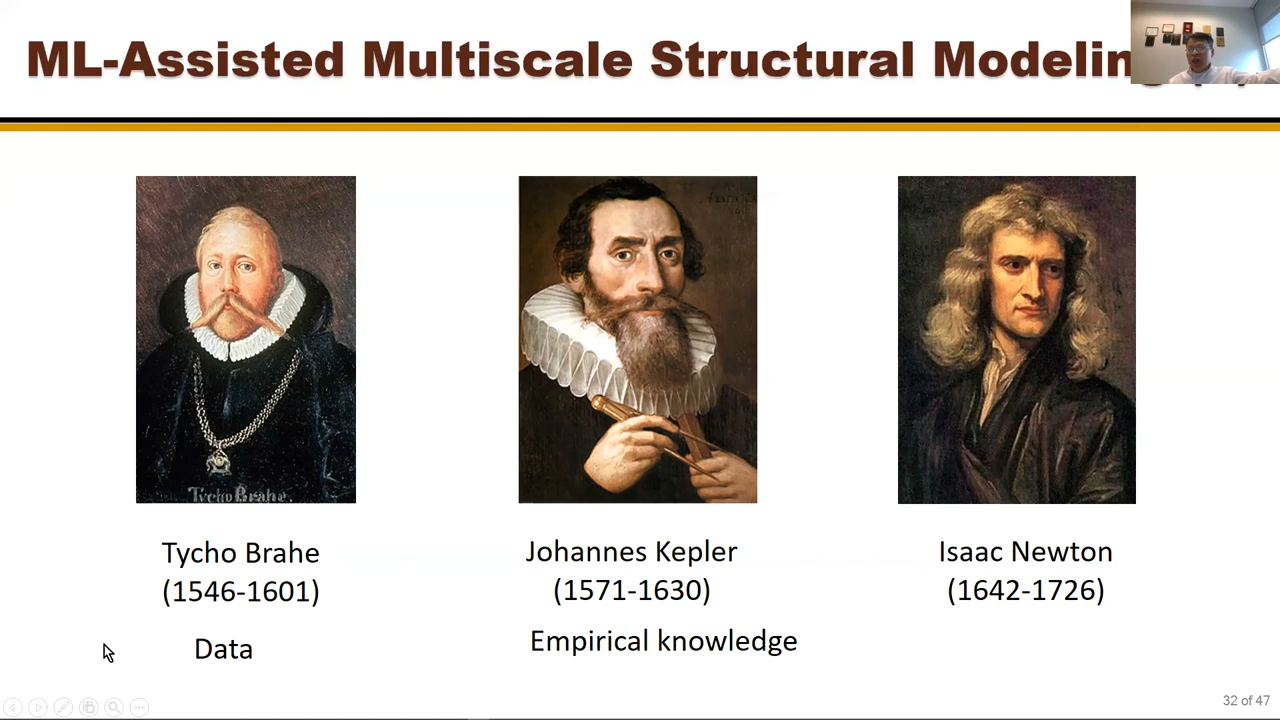 ML-Assisted Multiscale Structural Modeling
Tycho Brahe
Tycho Brahe
(1546-1601)
Data
Johannes Kepler
(1571-1630)
Empirical knowledge
Isaac Newton
(1642-1726)
32 of 47